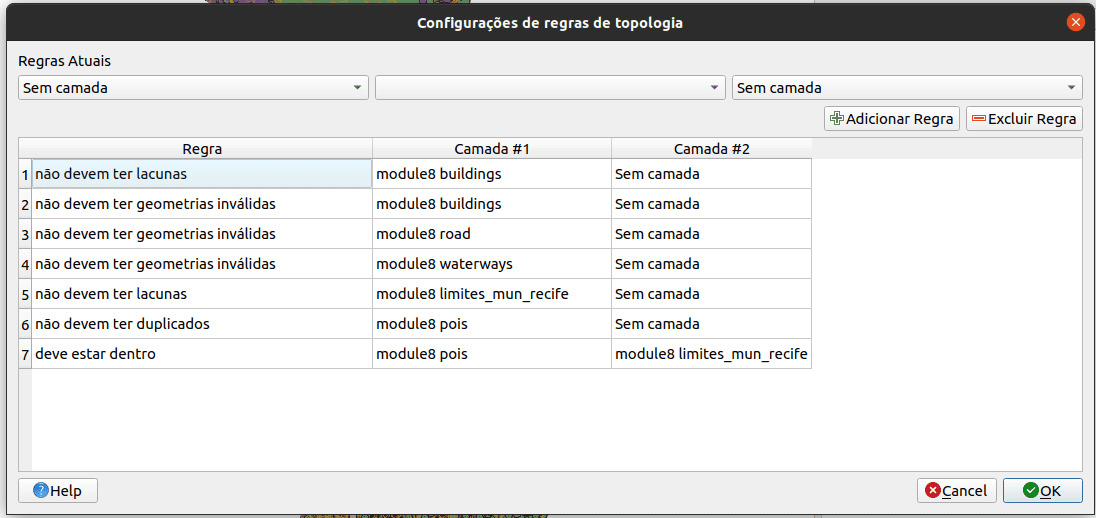 Configurações de regras de topologia
Regras Atuais
Sem camada Sem camada
Adicionar Regra Excluir Regra
Regra Camada #1 Camada #2
1 não devem ter lacunas module8 buildings Sem camada
2 não devem ter geometrias inválidas module8 buildings Sem camada
3 não devem ter geometrias inválidas module8 road Sem camada
4 não devem ter geometrias inválidas module8 waterways Sem camada
5 não devem ter lacunas module8 limites_mun_recife Sem camada
6 não devem ter duplicados module8 pois Sem camada
7 deve estar dentro module8 pois module8 limites_mun_recife
Help Cancel OK